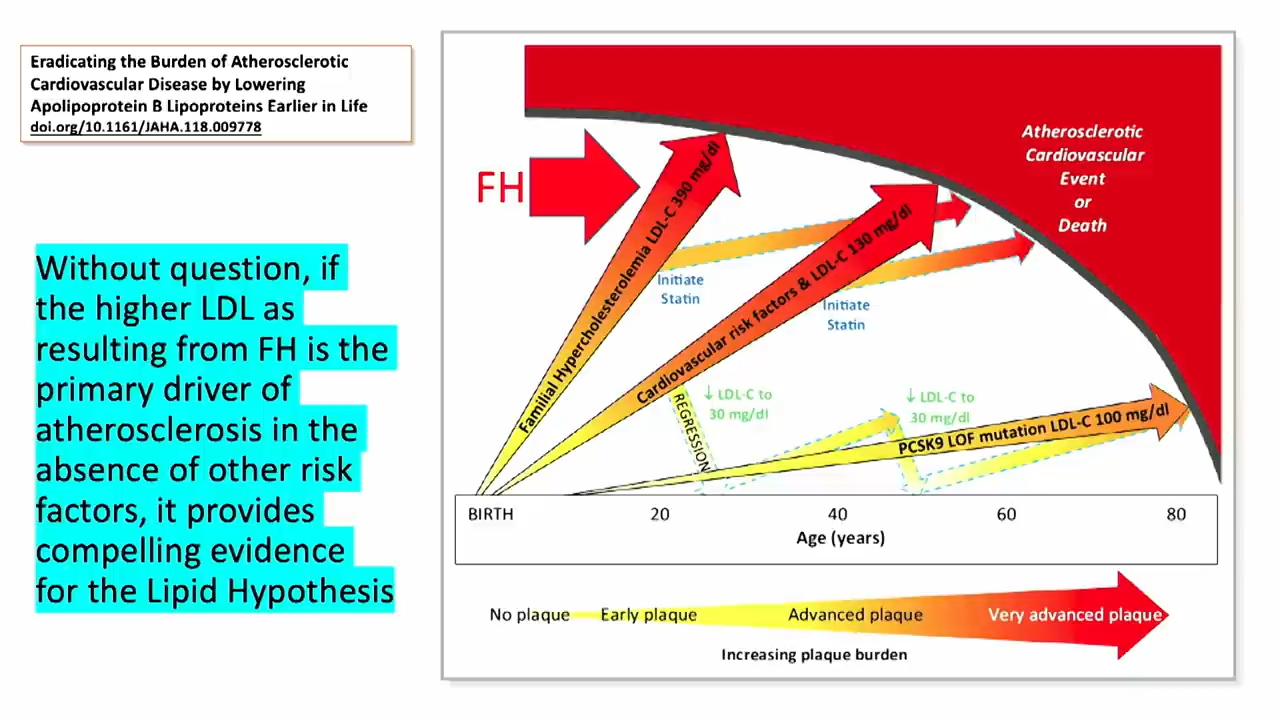 Eradicating the Burden of Atherosclerotic
Cardiovascular Disease by Lowering
Apolipoprotein B Lipoproteins Earlier in Life
doi.org/10.1161/JAHA.118.009778
Without question, if
the higher LDL as
resulting from FH is the
primary driver of
atherosclerosis in the
absence of other risk
factors, it provides
compelling evidence
for the Lipid Hypothesis
FH
Familial Hypercholesterolemia LDL-C 390 mg/dl
Cardiovascular risk factors & LDL-C 130 mg/dl
Atherosclerotic
Cardiovascular
Event
or
Death
Initiate
Statin
Initiate
Statin
REGRESSION
↓ LDL-C to
30 mg/dl
↓ LDL-C to
30 mg/dl
PCSK9 LOF mutation LDL-C 100 mg/dl
BIRTH 20 40 60 80
Age (years)
No plaque Early plaque Advanced plaque Very advanced plaque
Increasing plaque burden